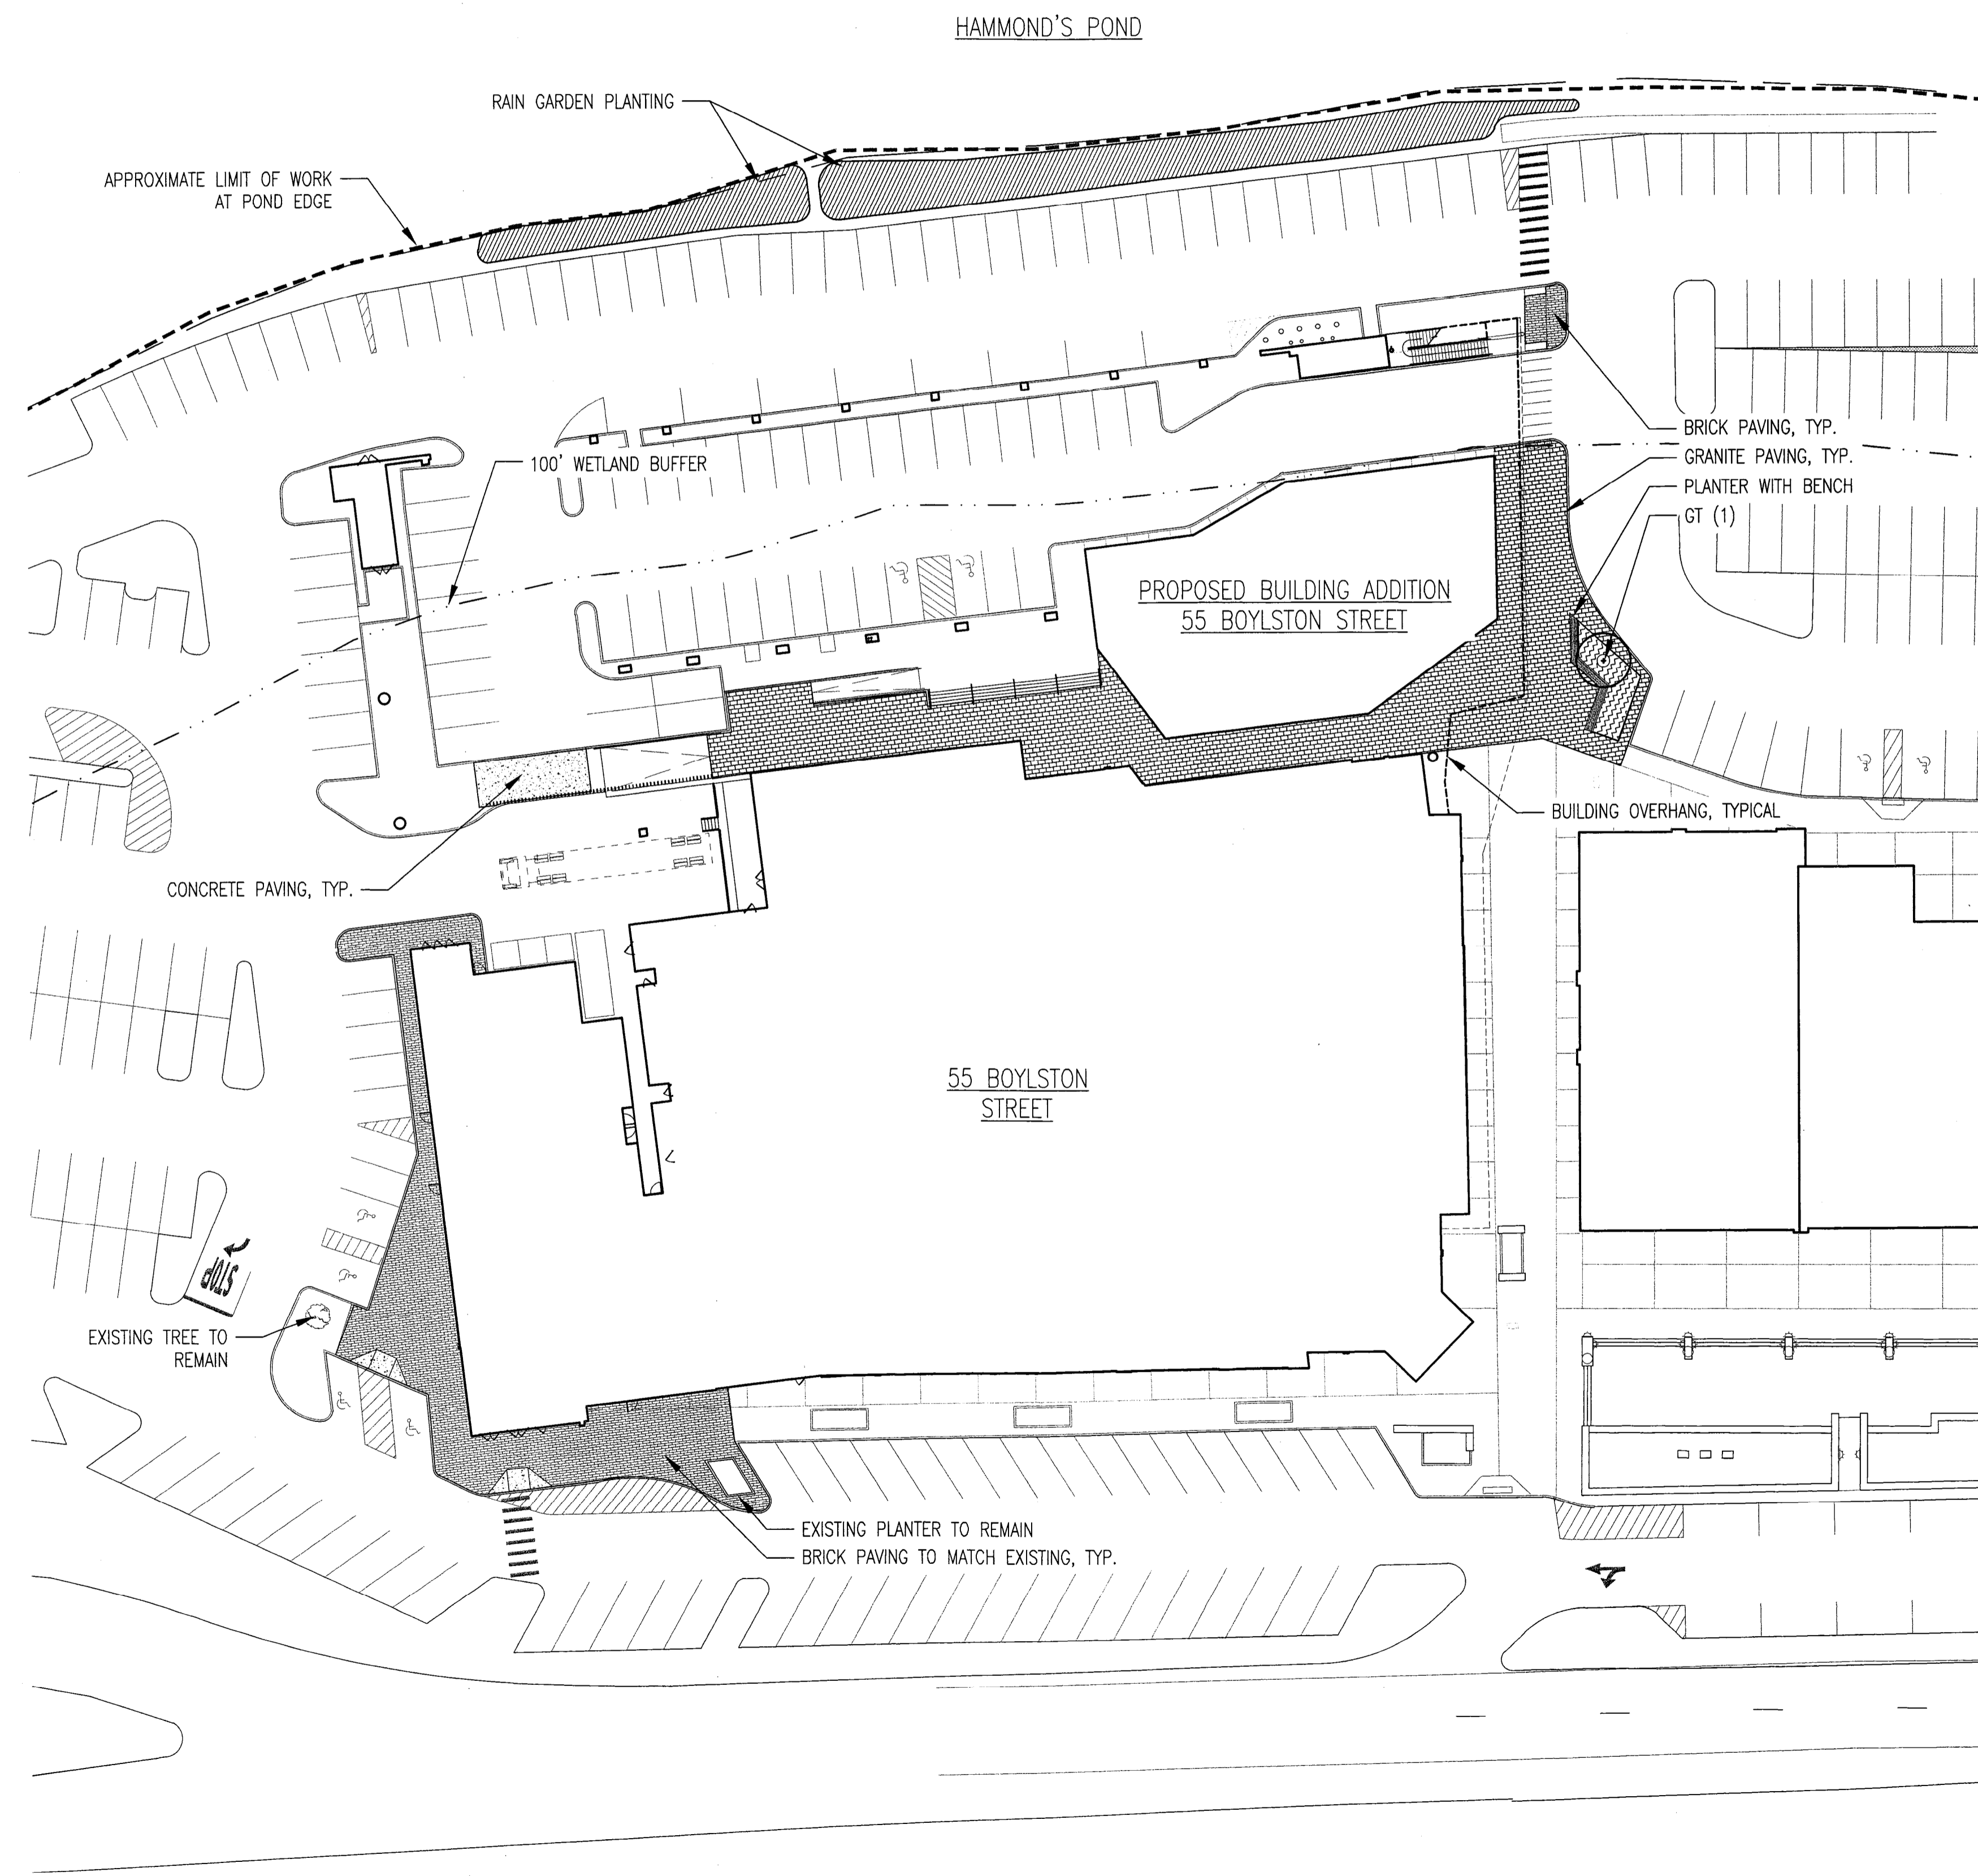 HAMMOND'S POND
RAIN GARDEN PLANTING
APPROXIMATE LIMIT OF WORK
AT POND EDGE
BRICK PAVING, TYP.
GRANITE PAVING, TYP.
PLANTER WITH BENCH
GT (1)
100' WETLAND BUFFER
PROPOSED BUILDING ADDITION
55 BOYLSTON STREET
BUILDING OVERHANG, TYPICAL
CONCRETE PAVING, TYP.
55 BOYLSTON
STREET
STOP
EXISTING TREE TO
REMAIN
EXISTING PLANTER TO REMAIN
BRICK PAVING TO MATCH EXISTING, TYP.